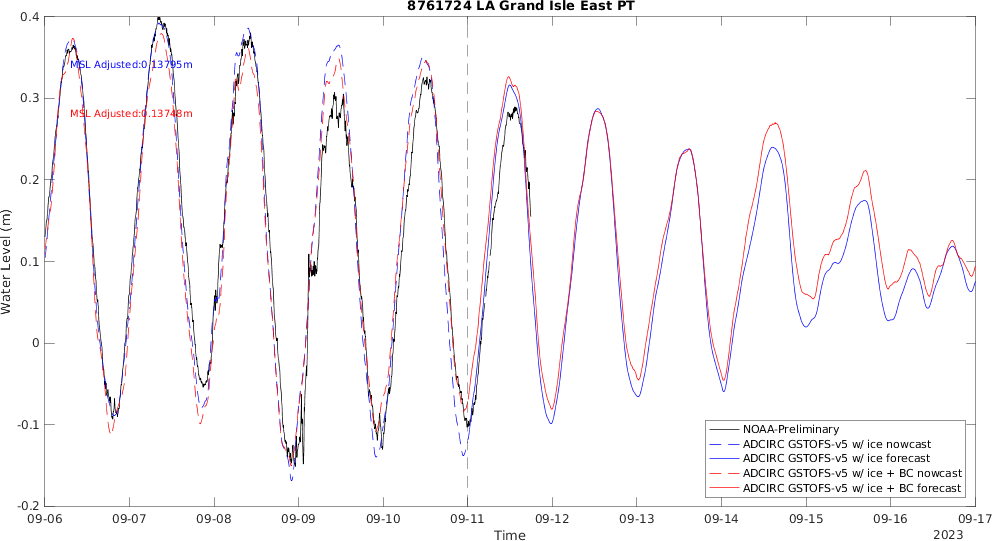 8761724 LA Grand Isle East PT
Water Level (m)
0.4
0.3
0.2
0.1
0
-0.1
-0.2
MSL Adjusted:0.13795m
MSL Adjusted:0.13748m
NOAA-Preliminary
ADCIRC GSTOFS-v5 w/ ice nowcast
ADCIRC GSTOFS-v5 w/ ice forecast
ADCIRC GSTOFS-v5 w/ ice + BC nowcast
ADCIRC GSTOFS-v5 w/ ice + BC forecast
09-06 09-07 09-08 09-09 09-10 09-11 09-12 09-13 09-14 09-15 09-16 09-17
Time
2023